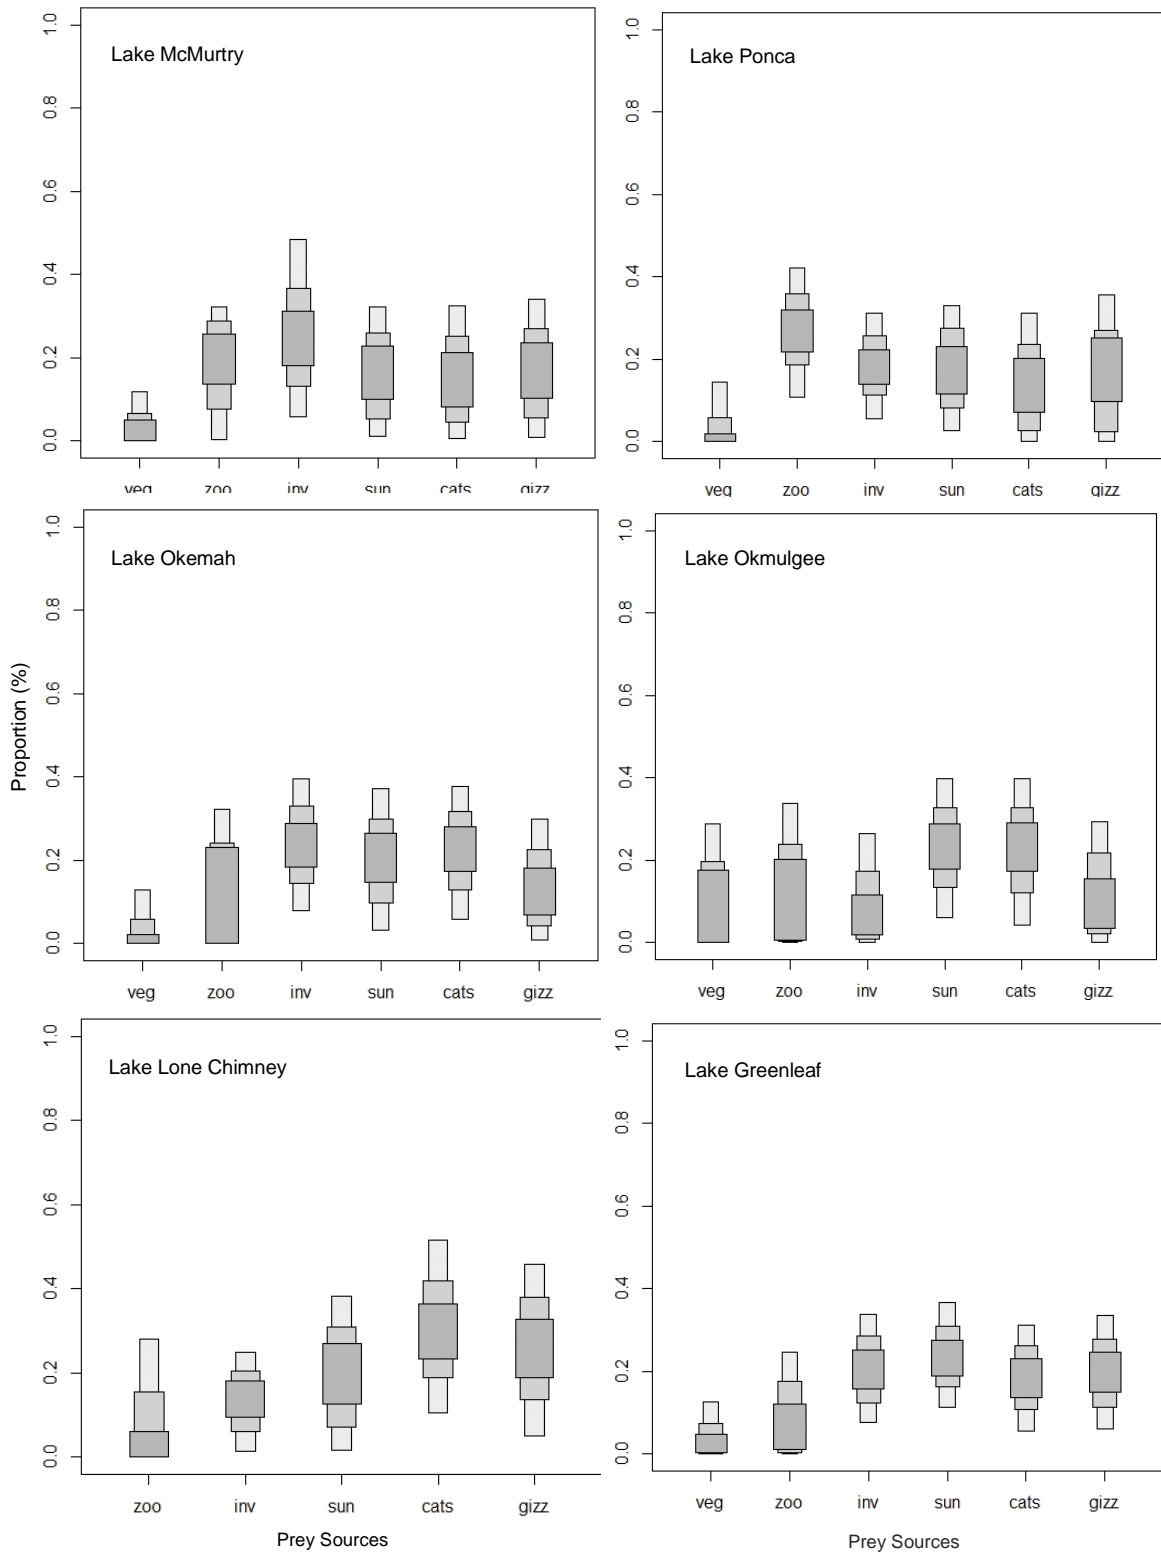 Lake McMurtry
1.0
0.8
0.6
0.4
0.2
0.0
veg zoo inv sun cats gizz
Lake Ponca
1.0
0.8
0.6
0.4
0.2
0.0
veg zoo inv sun cats gizz
Proportion (%)
Lake Okemah
1.0
0.8
0.6
0.4
0.2
0.0
veg zoo inv sun cats gizz
Lake Okmulgee
1.0
0.8
0.6
0.4
0.2
0.0
veg zoo inv sun cats gizz
Lake Lone Chimney
1.0
0.8
0.6
0.4
0.2
0.0
zoo inv sun cats gizz
Prey Sources
Lake Greenleaf
1.0
0.8
0.6
0.4
0.2
0.0
veg zoo inv sun cats gizz
Prey Sources